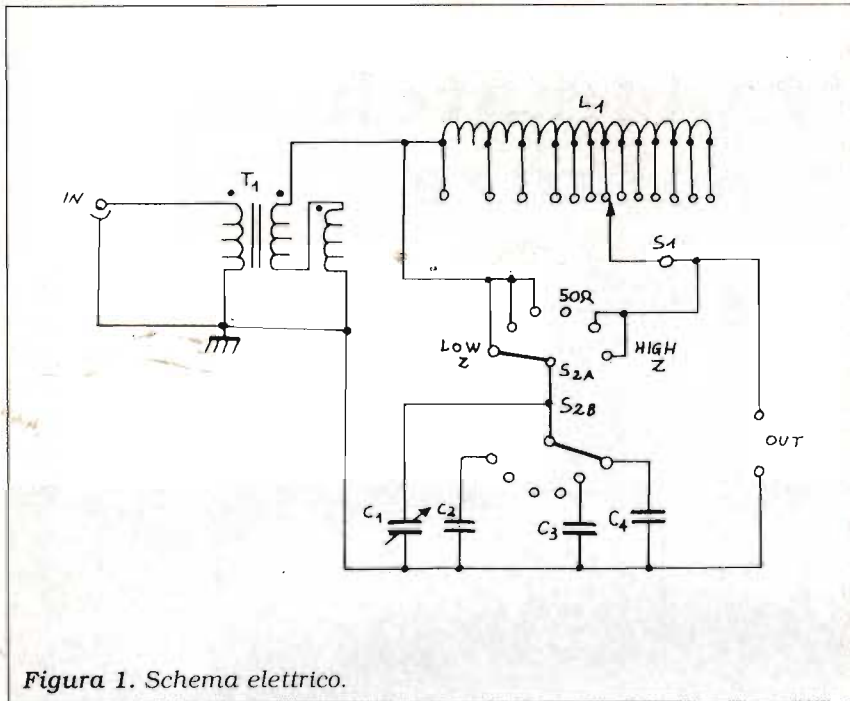 L1
T1
IN
S1
50Ω
LOW
Z
HIGH
Z
S2A
S2B
OUT
C1
C2
C3
C4
Figura 1. Schema elettrico.